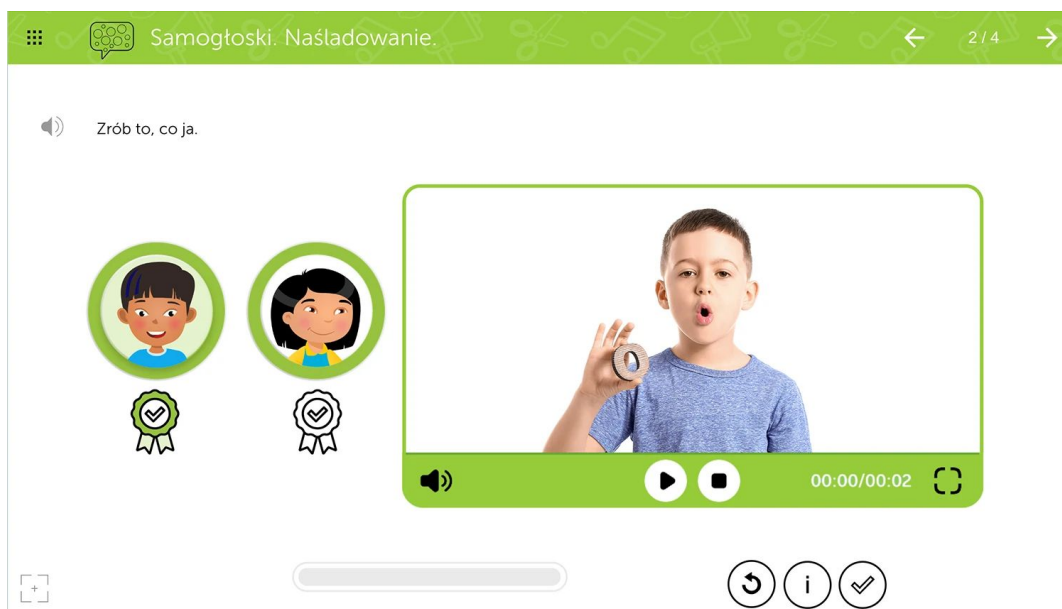 Samogłoski. Naśladowanie.
2 / 4
Zrób to, co ja.
O
00:00/00:02
i